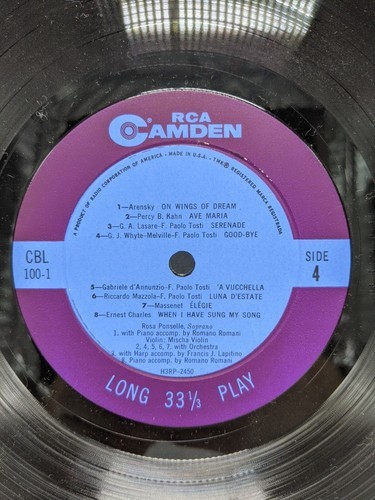 RCA
CAMDEN
A PRODUCT OF RADIO CORPORATION OF AMERICA - MADE IN U.S.A. - TMK® REGISTERED MARCA REGISTRADA
1—Arensky ON WINGS OF DREAM
2—Percy B. Kahn AVE MARIA
3—G. A. Lasare-F. Paolo Tosti SERENADE
4—G. J. Whyte-Melville-F. Paolo Tosti GOOD-BYE
CBL
100-1
SIDE
4
5—Gabriele d'Annunzio-F. Paolo Tosti 'A VUCCHELLA
6—Riccardo Mazzola-F. Paolo Tosti LUNA D'ESTATE
7—Massenet ÉLÉGIE
8—Ernest Charles WHEN I HAVE SUNG MY SONG
Rosa Ponselle, Soprano
1. with Piano accomp. by Romano Romani
Violin: Mischa Violin
2, 4, 5, 6, 7. with Orchestra
3. with Harp accomp. by Francis J. Lapitino
8. Piano accomp. by Romano Romani
H3RP-2450
LONG 33⅓ PLAY